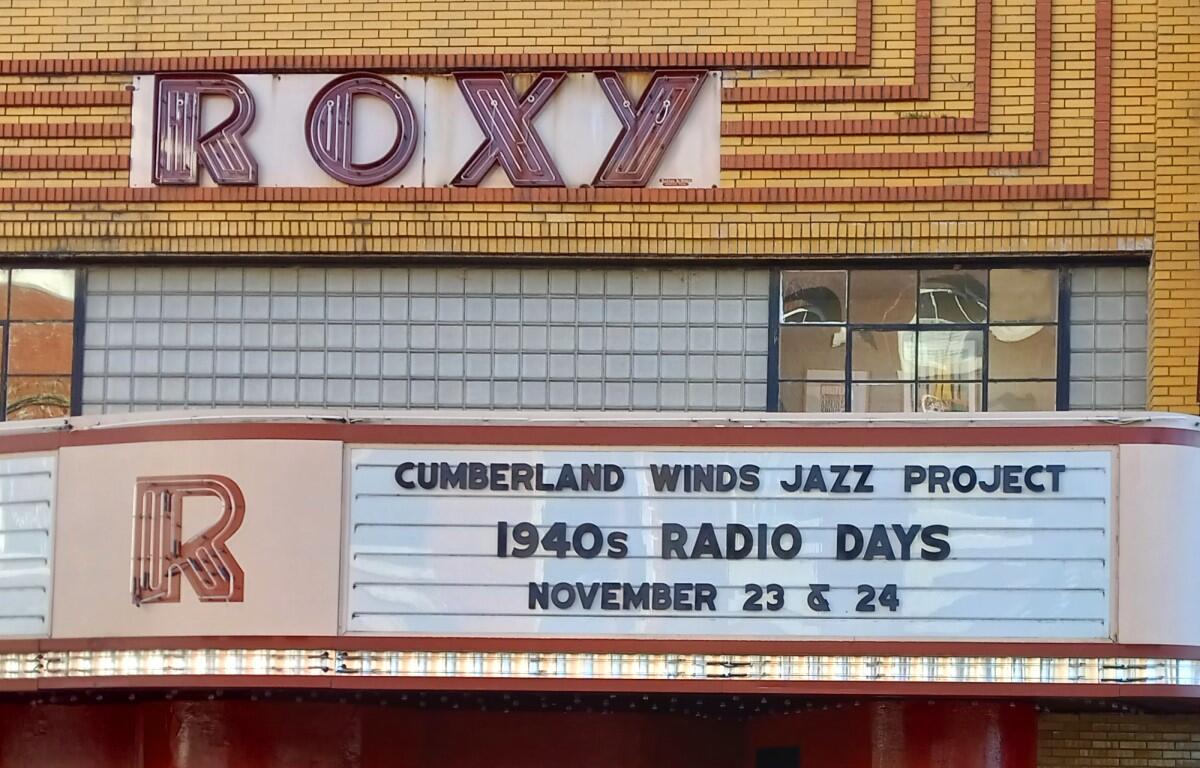 ROXY
R
CUMBERLAND WINDS JAZZ PROJECT
1940s RADIO DAYS
NOVEMBER 23 & 24